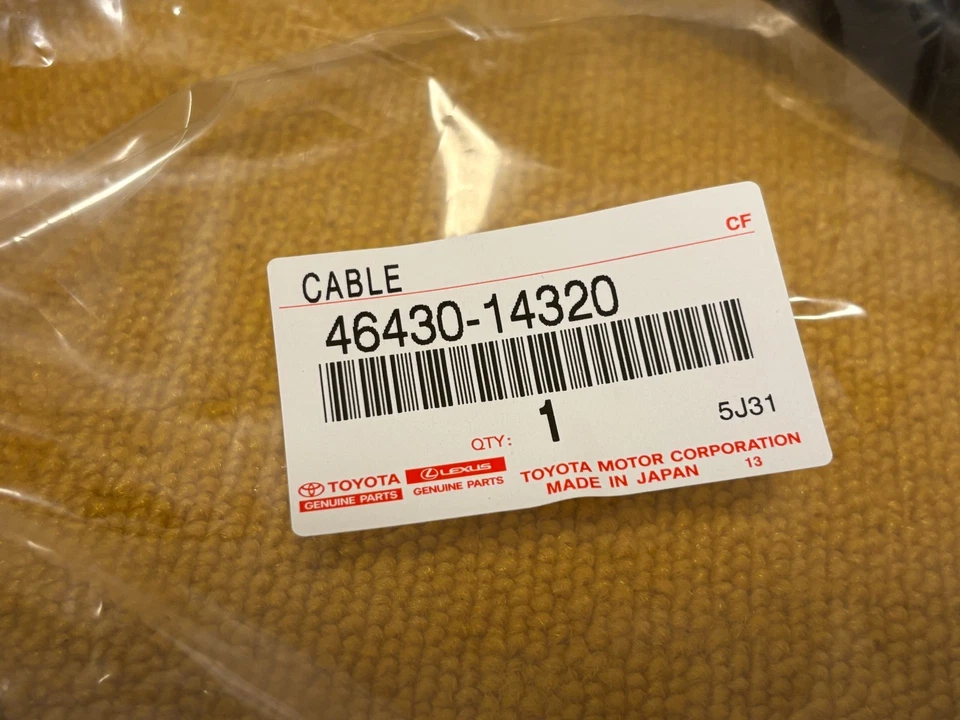 CF
CABLE
46430-14320
1
5J31
QTY:
TOYOTA
GENUINE PARTS
LEXUS
GENUINE PARTS
TOYOTA MOTOR CORPORATION
MADE IN JAPAN 13